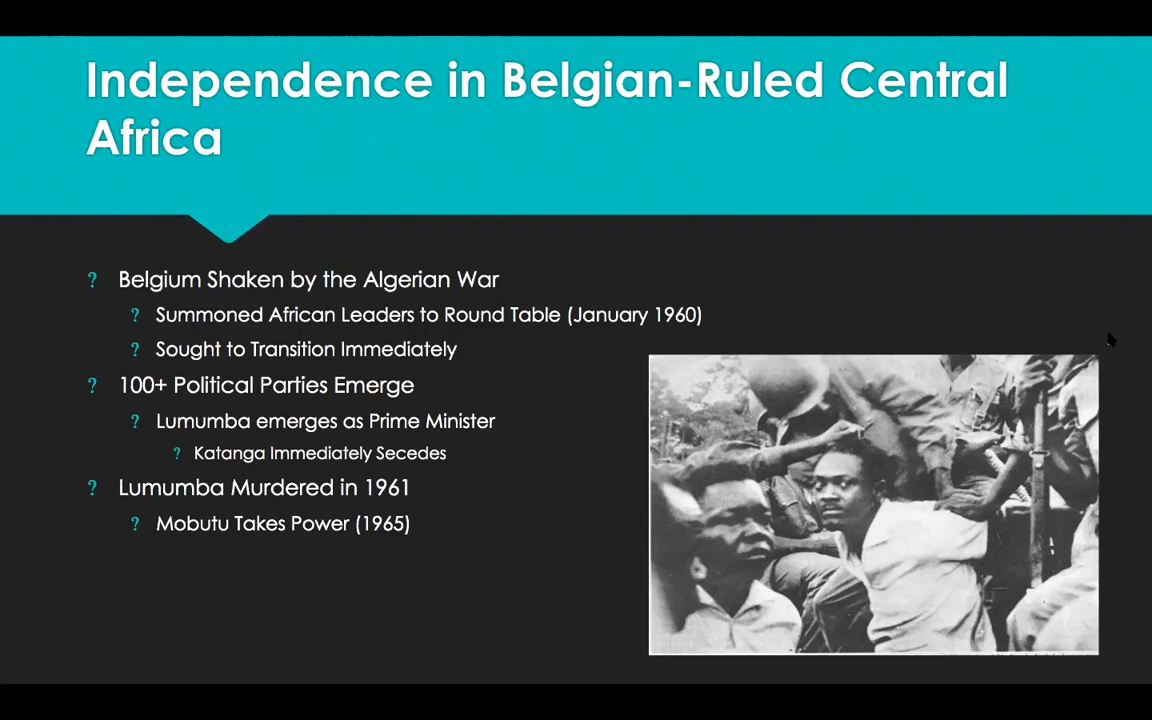 Independence in Belgian-Ruled Central
Africa
? Belgium Shaken by the Algerian War
? Summoned African Leaders to Round Table (January 1960)
? Sought to Transition Immediately
? 100+ Political Parties Emerge
? Lumumba emerges as Prime Minister
? Katanga Immediately Secedes
? Lumumba Murdered in 1961
? Mobutu Takes Power (1965)